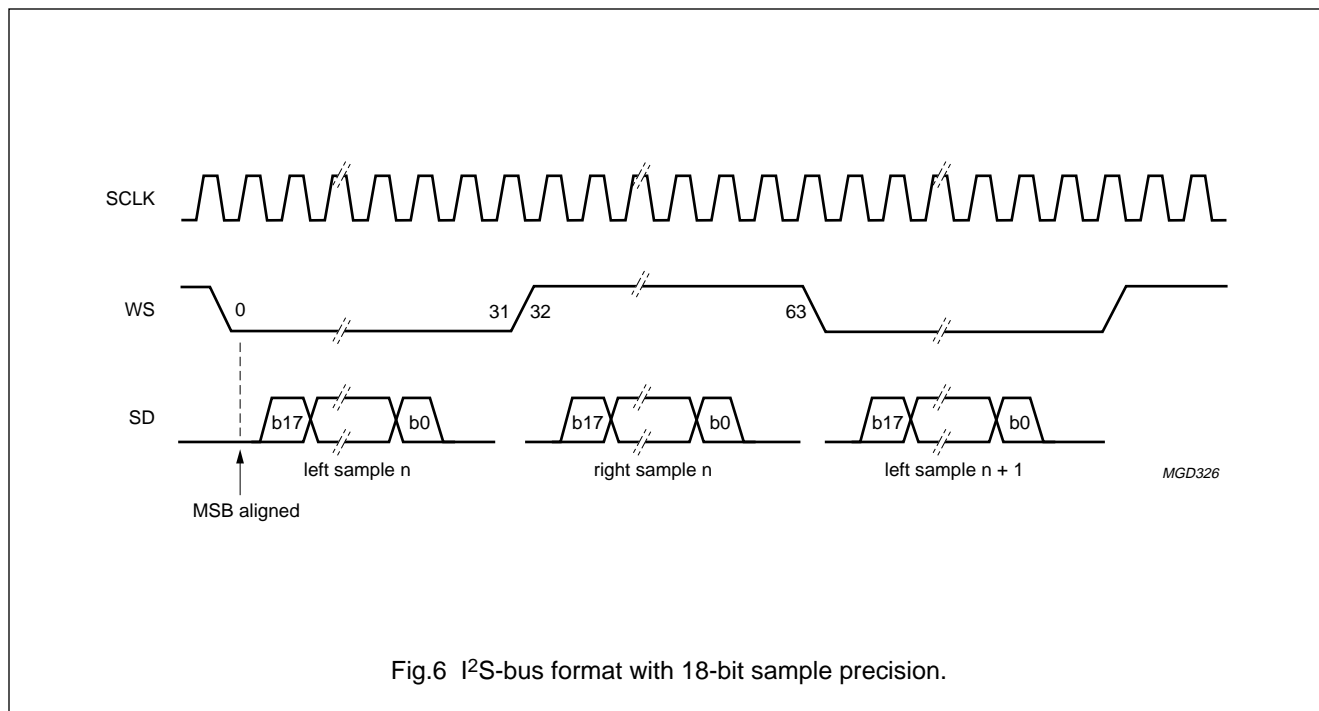 SCLK
WS
0
31
32
63
SD
b17
b0
b17
b0
b17
b0
left sample n
right sample n
left sample n + 1
MGD326
MSB aligned
Fig.6 I²S-bus format with 18-bit sample precision.